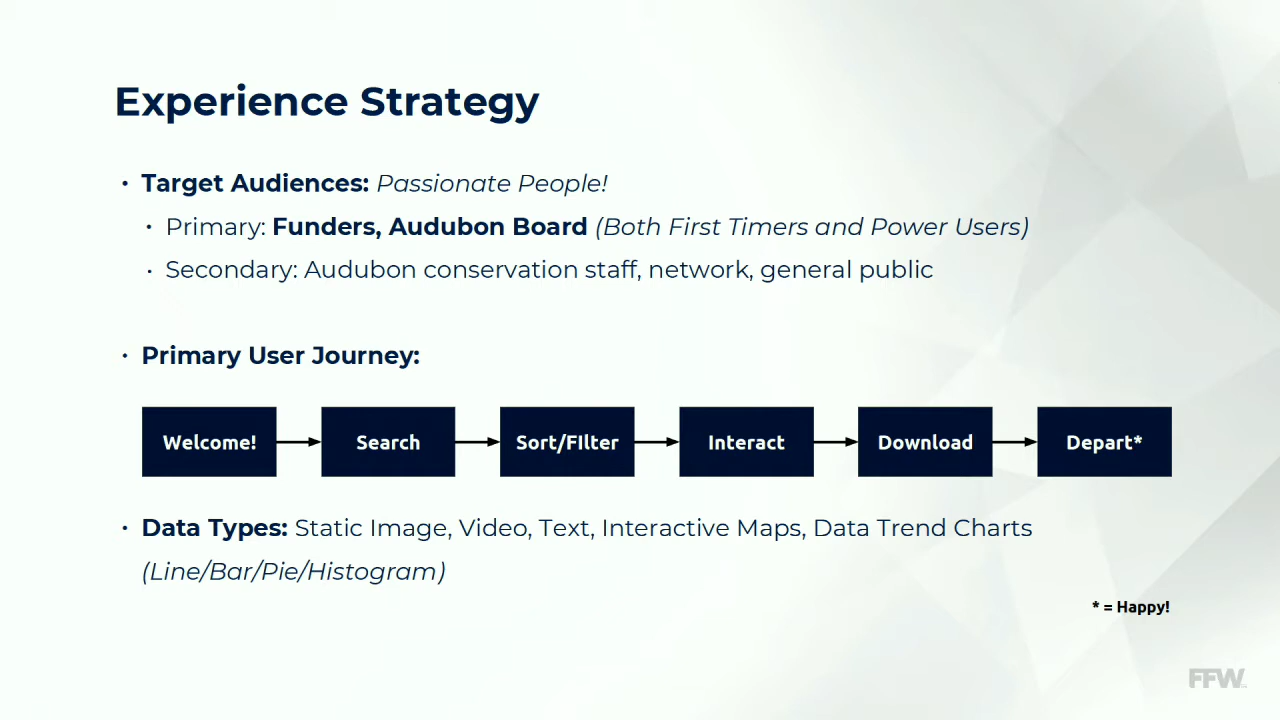 Experience Strategy
• Target Audiences: Passionate People!
• Primary: Funders, Audubon Board (Both First Timers and Power Users)
• Secondary: Audubon conservation staff, network, general public
• Primary User Journey:
Welcome! Search Sort/FIlter Interact Download Depart*
• Data Types: Static Image, Video, Text, Interactive Maps, Data Trend Charts
(Line/Bar/Pie/Histogram)
* = Happy!
FFW